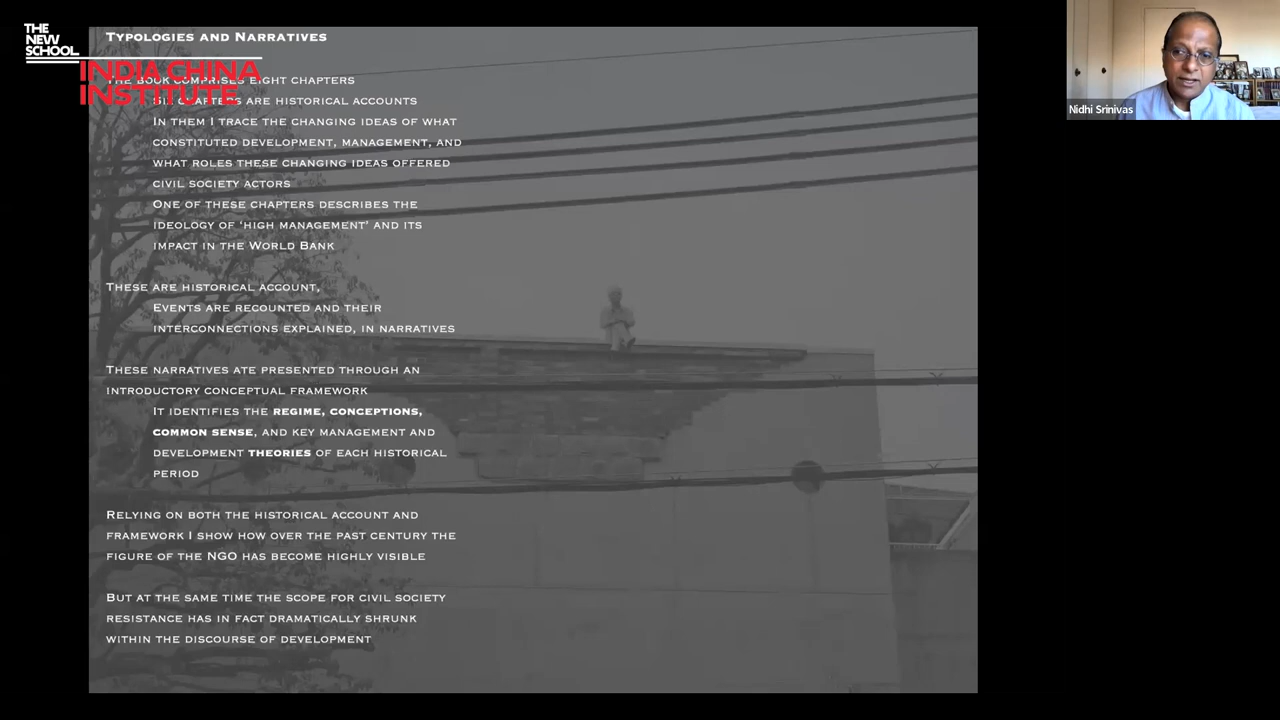 THE
NEW
SCHOOL
INDIA CHINA
INSTITUTE
TYPOLOGIES AND NARRATIVES
THE BOOK COMPRISES EIGHT CHAPTERS
SIX CHAPTERS ARE HISTORICAL ACCOUNTS
IN THEM I TRACE THE CHANGING IDEAS OF WHAT
CONSTITUTED DEVELOPMENT, MANAGEMENT, AND
WHAT ROLES THESE CHANGING IDEAS OFFERED
CIVIL SOCIETY ACTORS
ONE OF THESE CHAPTERS DESCRIBES THE
IDEOLOGY OF ‘HIGH MANAGEMENT’ AND ITS
IMPACT IN THE WORLD BANK
THESE ARE HISTORICAL ACCOUNT,
EVENTS ARE RECOUNTED AND THEIR
INTERCONNECTIONS EXPLAINED, IN NARRATIVES
THESE NARRATIVES ATE PRESENTED THROUGH AN
INTRODUCTORY CONCEPTUAL FRAMEWORK
IT IDENTIFIES THE REGIME, CONCEPTIONS,
COMMON SENSE, AND KEY MANAGEMENT AND
DEVELOPMENT THEORIES OF EACH HISTORICAL
PERIOD
RELYING ON BOTH THE HISTORICAL ACCOUNT AND
FRAMEWORK I SHOW HOW OVER THE PAST CENTURY THE
FIGURE OF THE NGO HAS BECOME HIGHLY VISIBLE
BUT AT THE SAME TIME THE SCOPE FOR CIVIL SOCIETY
RESISTANCE HAS IN FACT DRAMATICALLY SHRUNK
WITHIN THE DISCOURSE OF DEVELOPMENT
Nidhi Srinivas